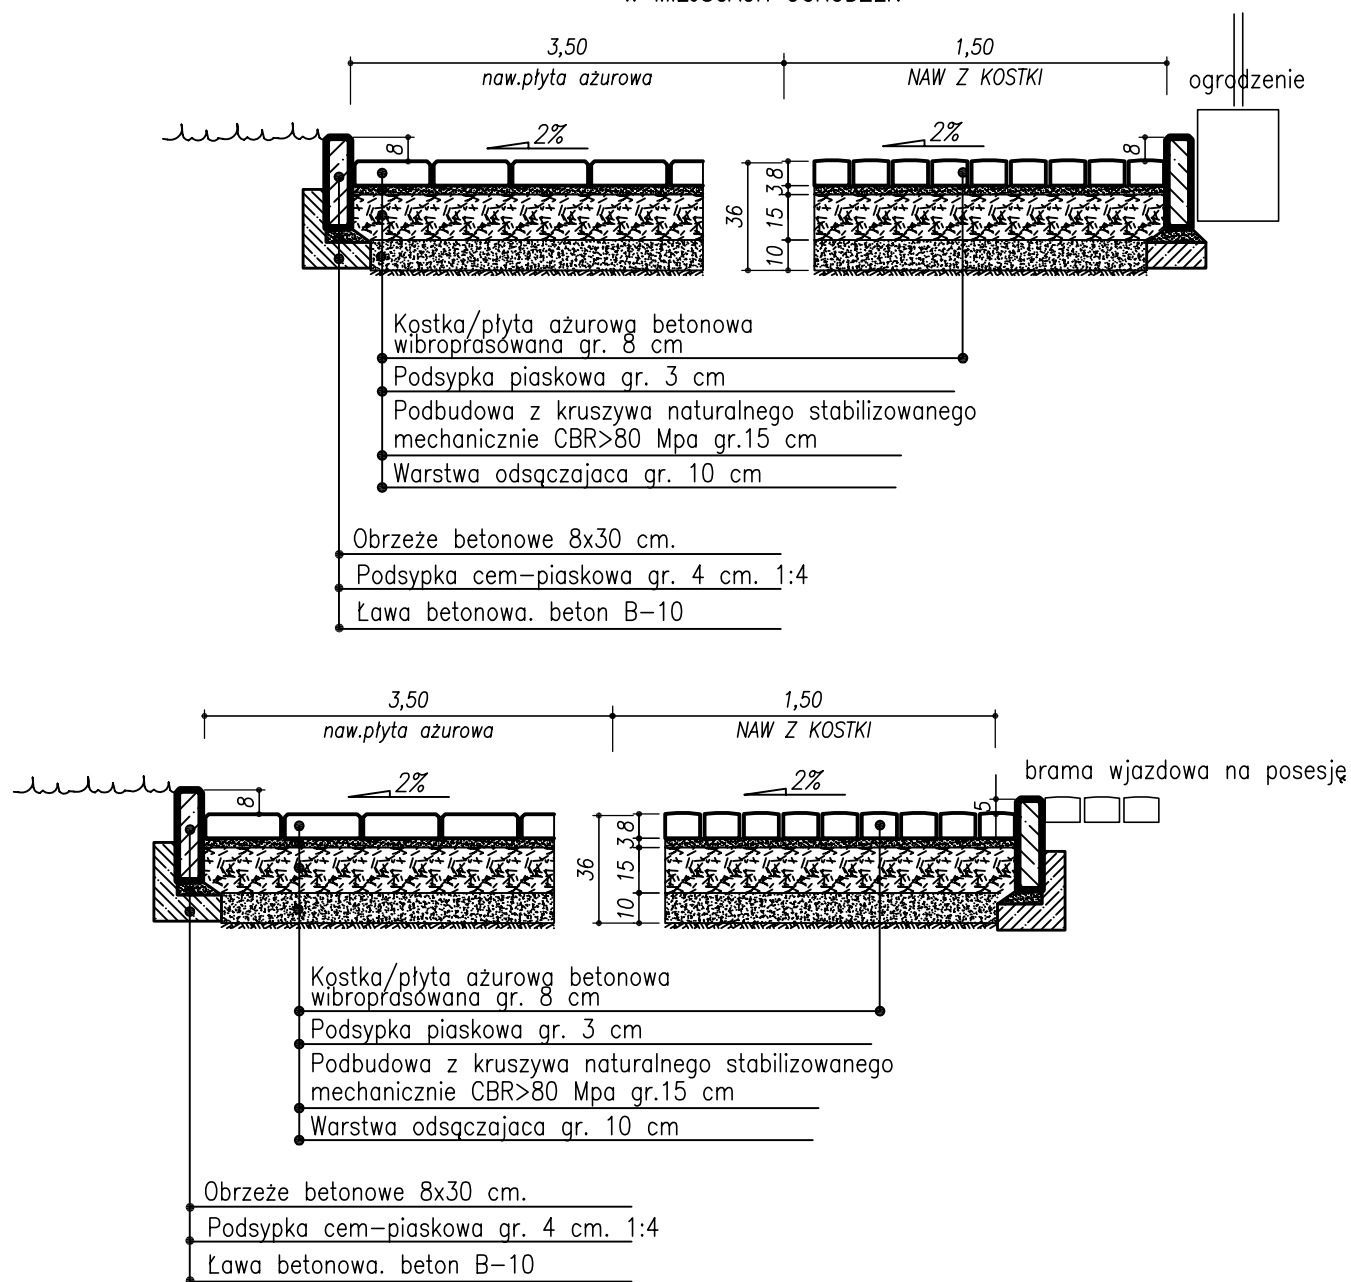 3,50
1,50
naw.płyta ażurowa
NAW Z KOSTKI
ogrodzenie
8
2%
2%
8
36
3 8
15
10
Kostka/płyta ażurowa betonowa
wibroprasowana gr. 8 cm
Podsypka piaskowa gr. 3 cm
Podbudowa z kruszywa naturalnego stabilizowanego
mechanicznie CBR>80 Mpa gr.15 cm
Warstwa odsączajaca gr. 10 cm
Obrzeże betonowe 8x30 cm.
Podsypka cem-piaskowa gr. 4 cm. 1:4
Ława betonowa. beton B-10
3,50
1,50
naw.płyta ażurowa
NAW Z KOSTKI
brama wjazdowa na posesję
8
2%
2%
5
36
3 8
15
10
Kostka/płyta ażurowa betonowa
wibroprasowana gr. 8 cm
Podsypka piaskowa gr. 3 cm
Podbudowa z kruszywa naturalnego stabilizowanego
mechanicznie CBR>80 Mpa gr.15 cm
Warstwa odsączajaca gr. 10 cm
Obrzeże betonowe 8x30 cm.
Podsypka cem-piaskowa gr. 4 cm. 1:4
Ława betonowa. beton B-10